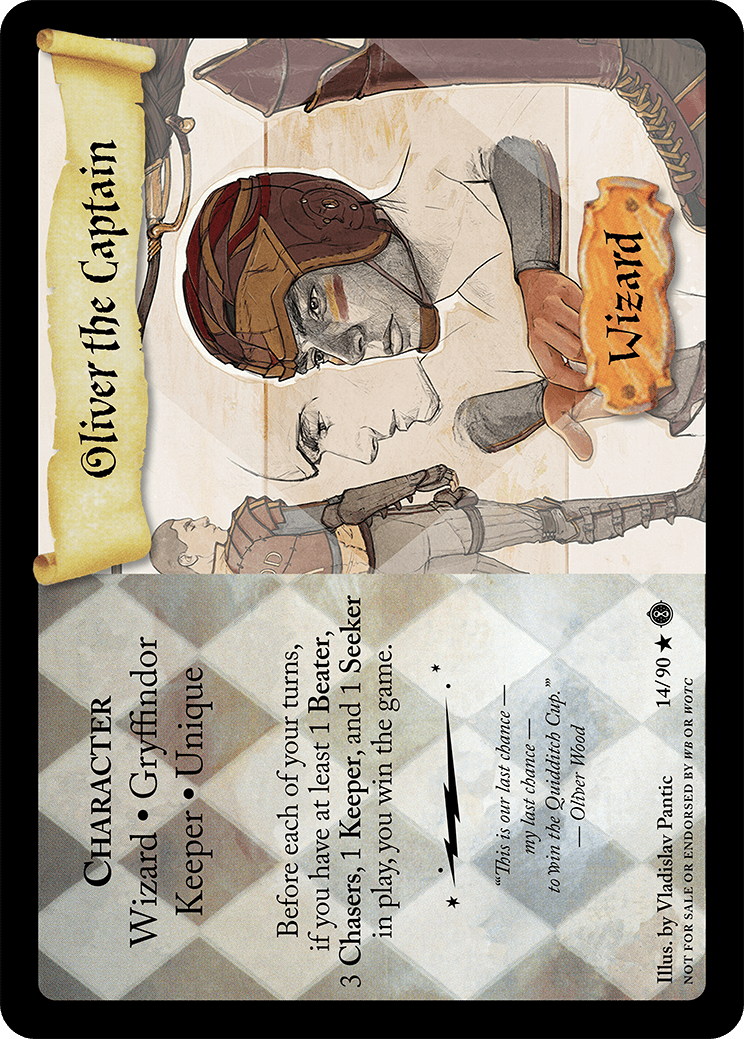 Oliver the Captain
Wizard
CHARACTER
Wizard • Gryffindor
Keeper • Unique
Before each of your turns,
if you have at least 1 Beater,
3 Chasers, 1 Keeper, and 1 Seeker
in play, you win the game.
“‘This is our last chance —
my last chance —
to win the Quidditch Cup.’”
— Oliver Wood
Illus. by Vladislav Pantic 14/90 ★
NOT FOR SALE OR ENDORSED BY WB OR WOTC